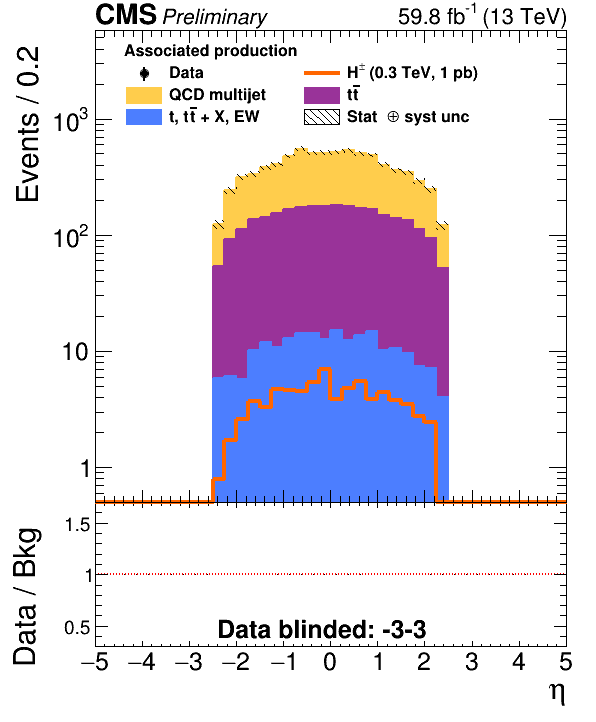 CMS Preliminary 59.8 fb⁻¹ (13 TeV)
Associated production
Data H± (0.3 TeV, 1 pb)
QCD multijet tt̄
t, tt̄ + X, EW Stat ⊕ syst unc
Events / 0.2
10³
10²
10
1
Data / Bkg
1.5
1
0.5
Data blinded: -3-3
−5 −4 −3 −2 −1 0 1 2 3 4 5
η